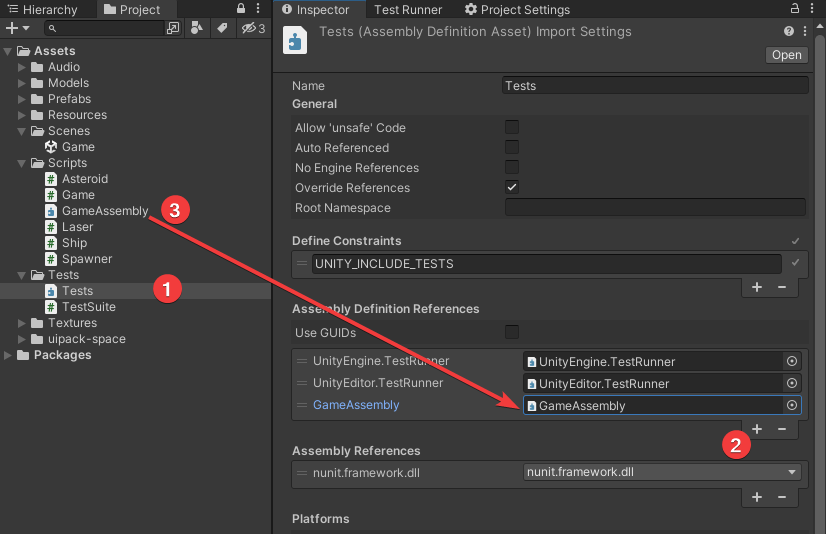 Hierarchy
Project
3
Assets
Audio
Models
Prefabs
Resources
Scenes
Game
Scripts
Asteroid
Game
GameAssembly
3
Laser
Ship
Spawner
Tests
Tests
1
TestSuite
Textures
uipack-space
Packages
Inspector
Test Runner
Project Settings
Tests (Assembly Definition Asset) Import Settings
Open
Name
Tests
General
Allow 'unsafe' Code
Auto Referenced
No Engine References
Override References
Root Namespace
Define Constraints
UNITY_INCLUDE_TESTS
Assembly Definition References
Use GUIDs
UnityEngine.TestRunner
UnityEngine.TestRunner
UnityEditor.TestRunner
UnityEditor.TestRunner
GameAssembly
GameAssembly
2
Assembly References
nunit.framework.dll
nunit.framework.dll
Platforms